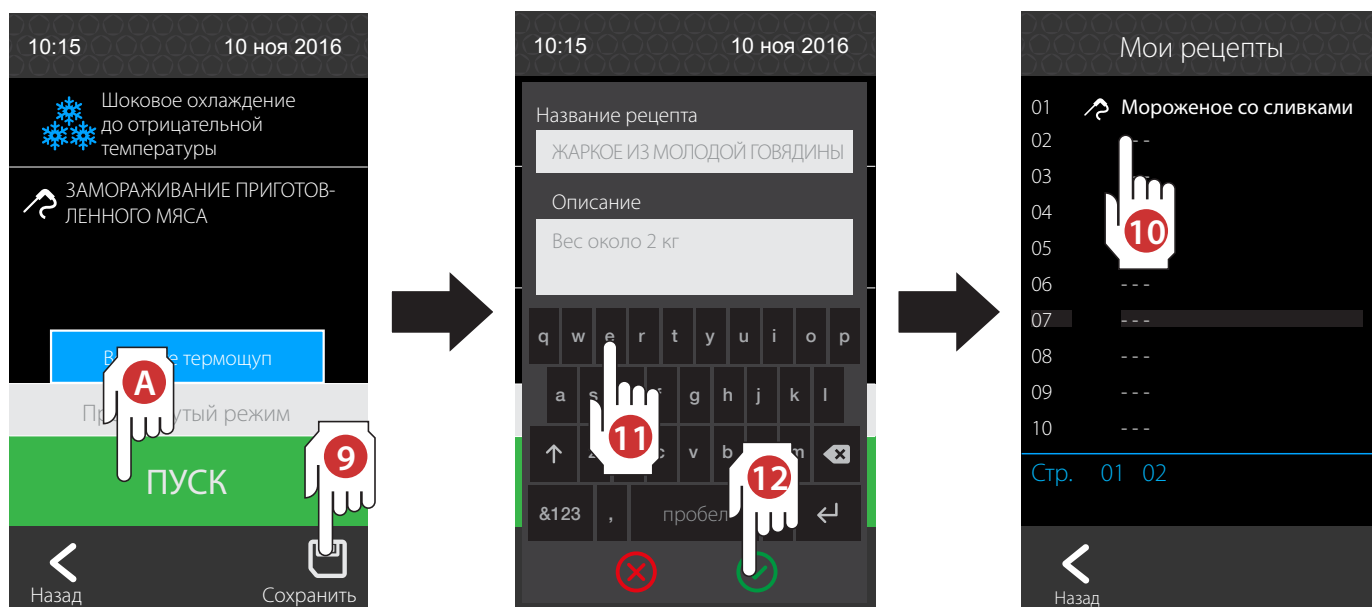 10:15 10 ноя 2016
Шоковое охлаждение
до отрицательной
температуры
ЗАМОРАЖИВАНИЕ ПРИГОТОВ-
ЛЕННОГО МЯСА
термощуп
A
режим
ПУСК
9
Назад
Сохранить
10:15 10 ноя 2016
Название рецепта
ЖАРКОЕ ИЗ МОЛОДОЙ ГОВЯДИНЫ
Описание
Вес около 2 кг
q w e r t y u i o p
a s g h j k l
11
z c v b m
12
&123 , пробел
Мои рецепты
01 Мороженое со сливками
02 - -
03
04
10
05
06 - - -
07 - - -
08 - - -
09 - - -
10 - - -
Стр. 01 02
Назад